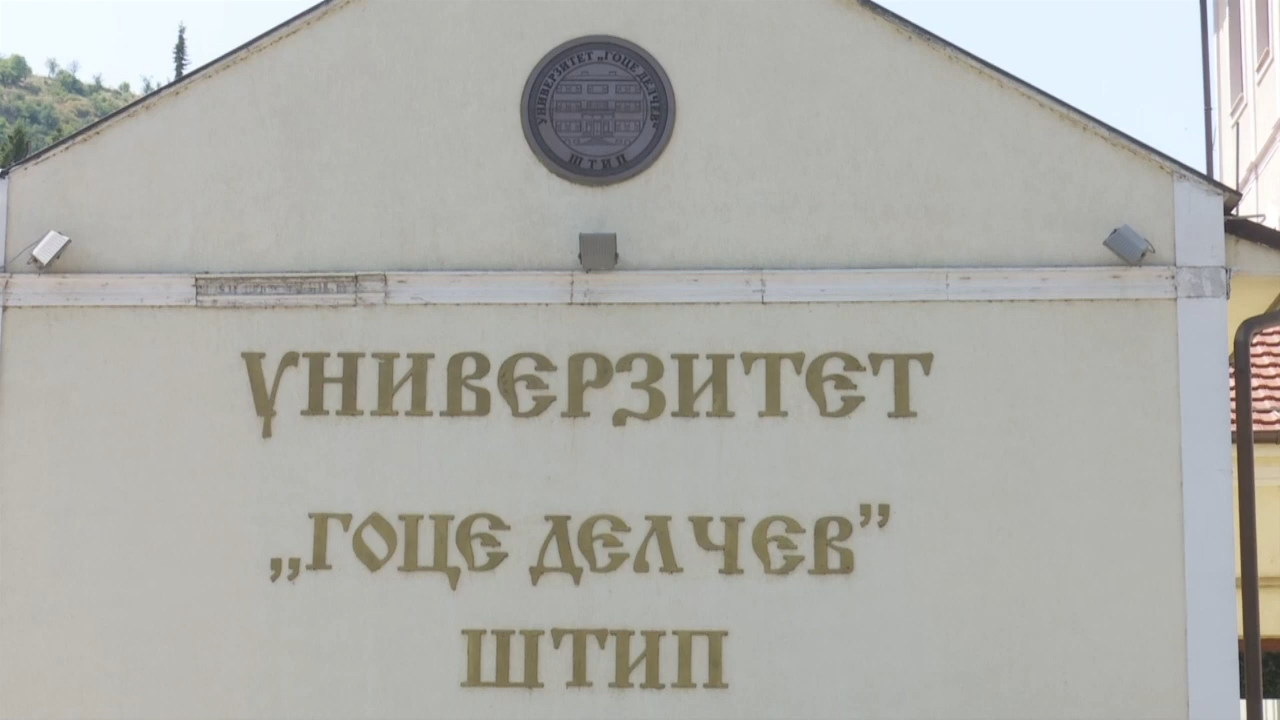 УНИВЕРЗИТЕТ „ГОЦЕ ДЕЛЧЕВ”
ШТИП
УНИВЕРЗИТЕТ
„ГОЦЕ ДЕЛЧЕВ”
ШТИП